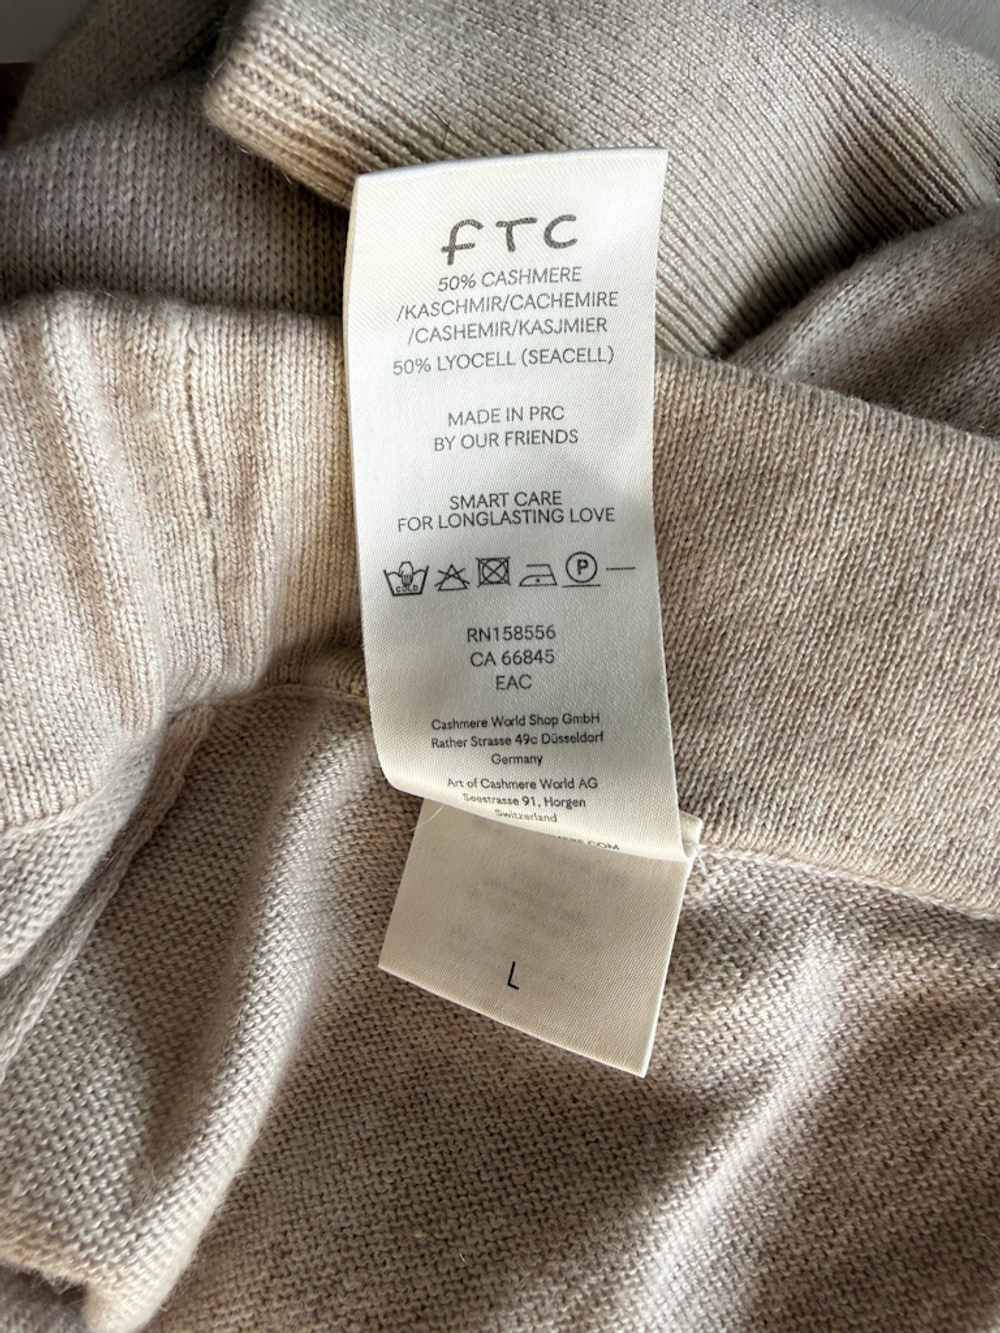 FTC
50% CASHMERE
/KASCHMIR/CACHEMIRE
/CASHEMIR/KASJMIER
50% LYOCELL (SEACELL)
MADE IN PRC
BY OUR FRIENDS
SMART CARE
FOR LONGLASTING LOVE
COLD
P
RN158556
CA 66845
EAC
Cashmere World Shop GmbH
Rather Strasse 49c Düsseldorf
Germany
Art of Cashmere World AG
Seestrasse 91, Horgen
Switzerland
L